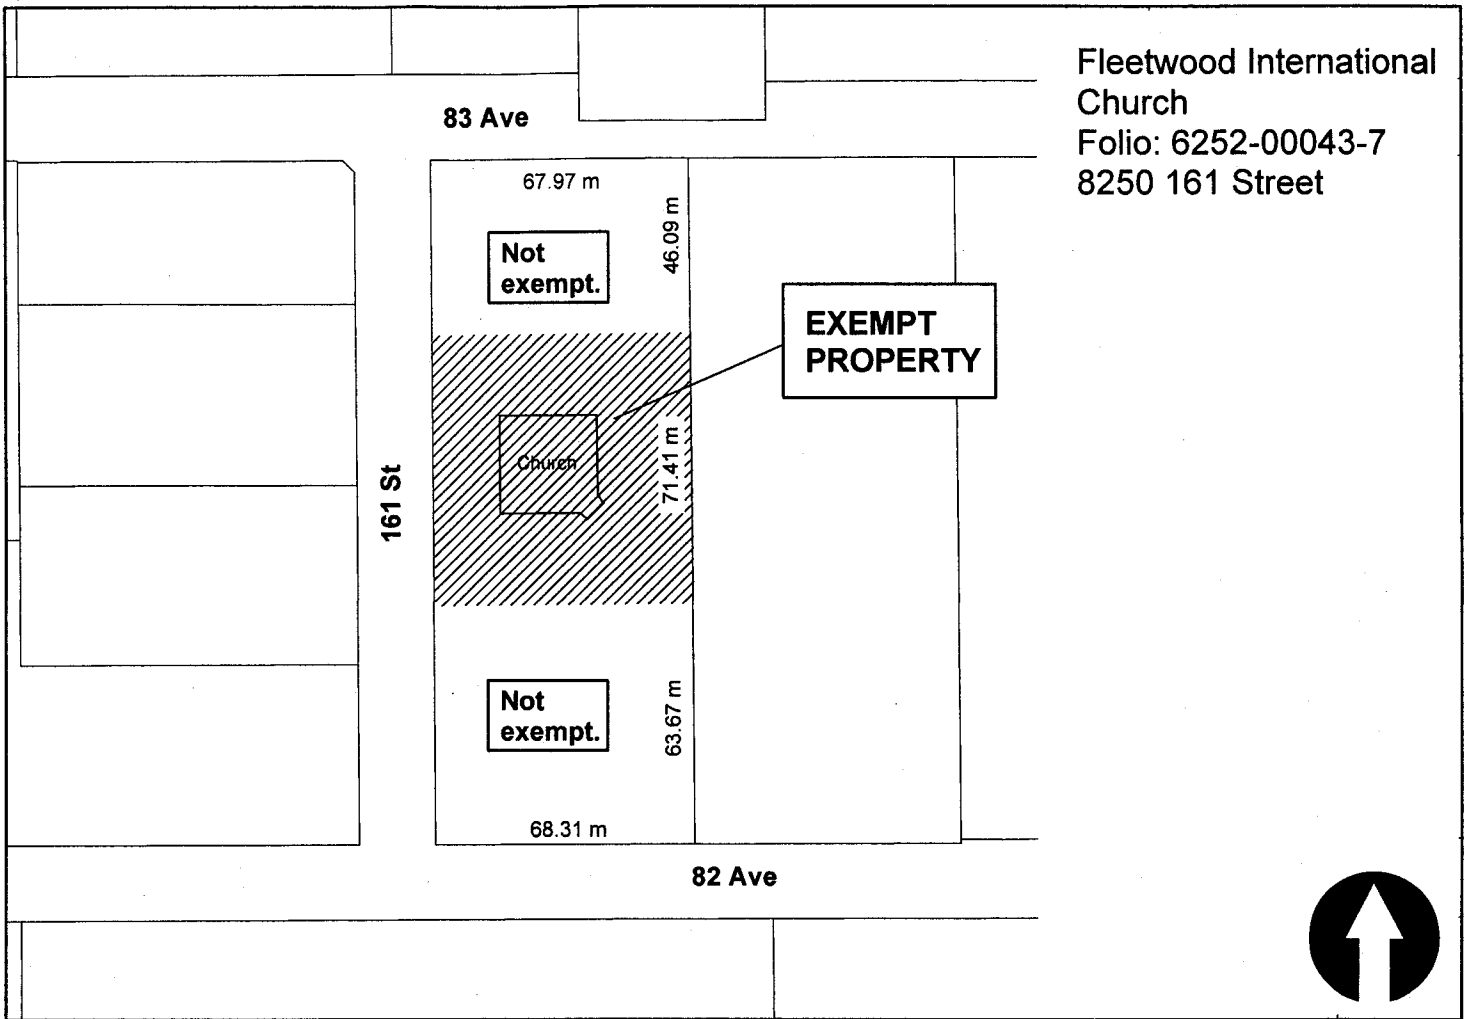 Fleetwood International
Church
Folio: 6252-00043-7
8250 161 Street
83 Ave
67.97 m
46.09 m
Not
exempt.
EXEMPT
PROPERTY
Church
71.41 m
161 St
Not
exempt.
63.67 m
68.31 m
82 Ave